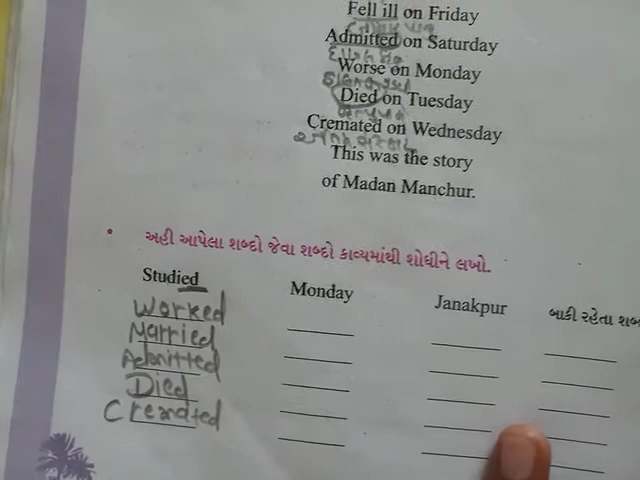 Fell ill on Friday
Admitted on Saturday
Worse on Monday
Died on Tuesday
Cremated on Wednesday
This was the story
of Madan Manchur.
• અહીં આપેલા શબ્દો જેવા શબ્દો કાવ્યમાંથી શોધીને લખો.
Studied Monday Janakpur બાકી રહેતા શબ્
Worked
Married
Admitted
Died
Cremated